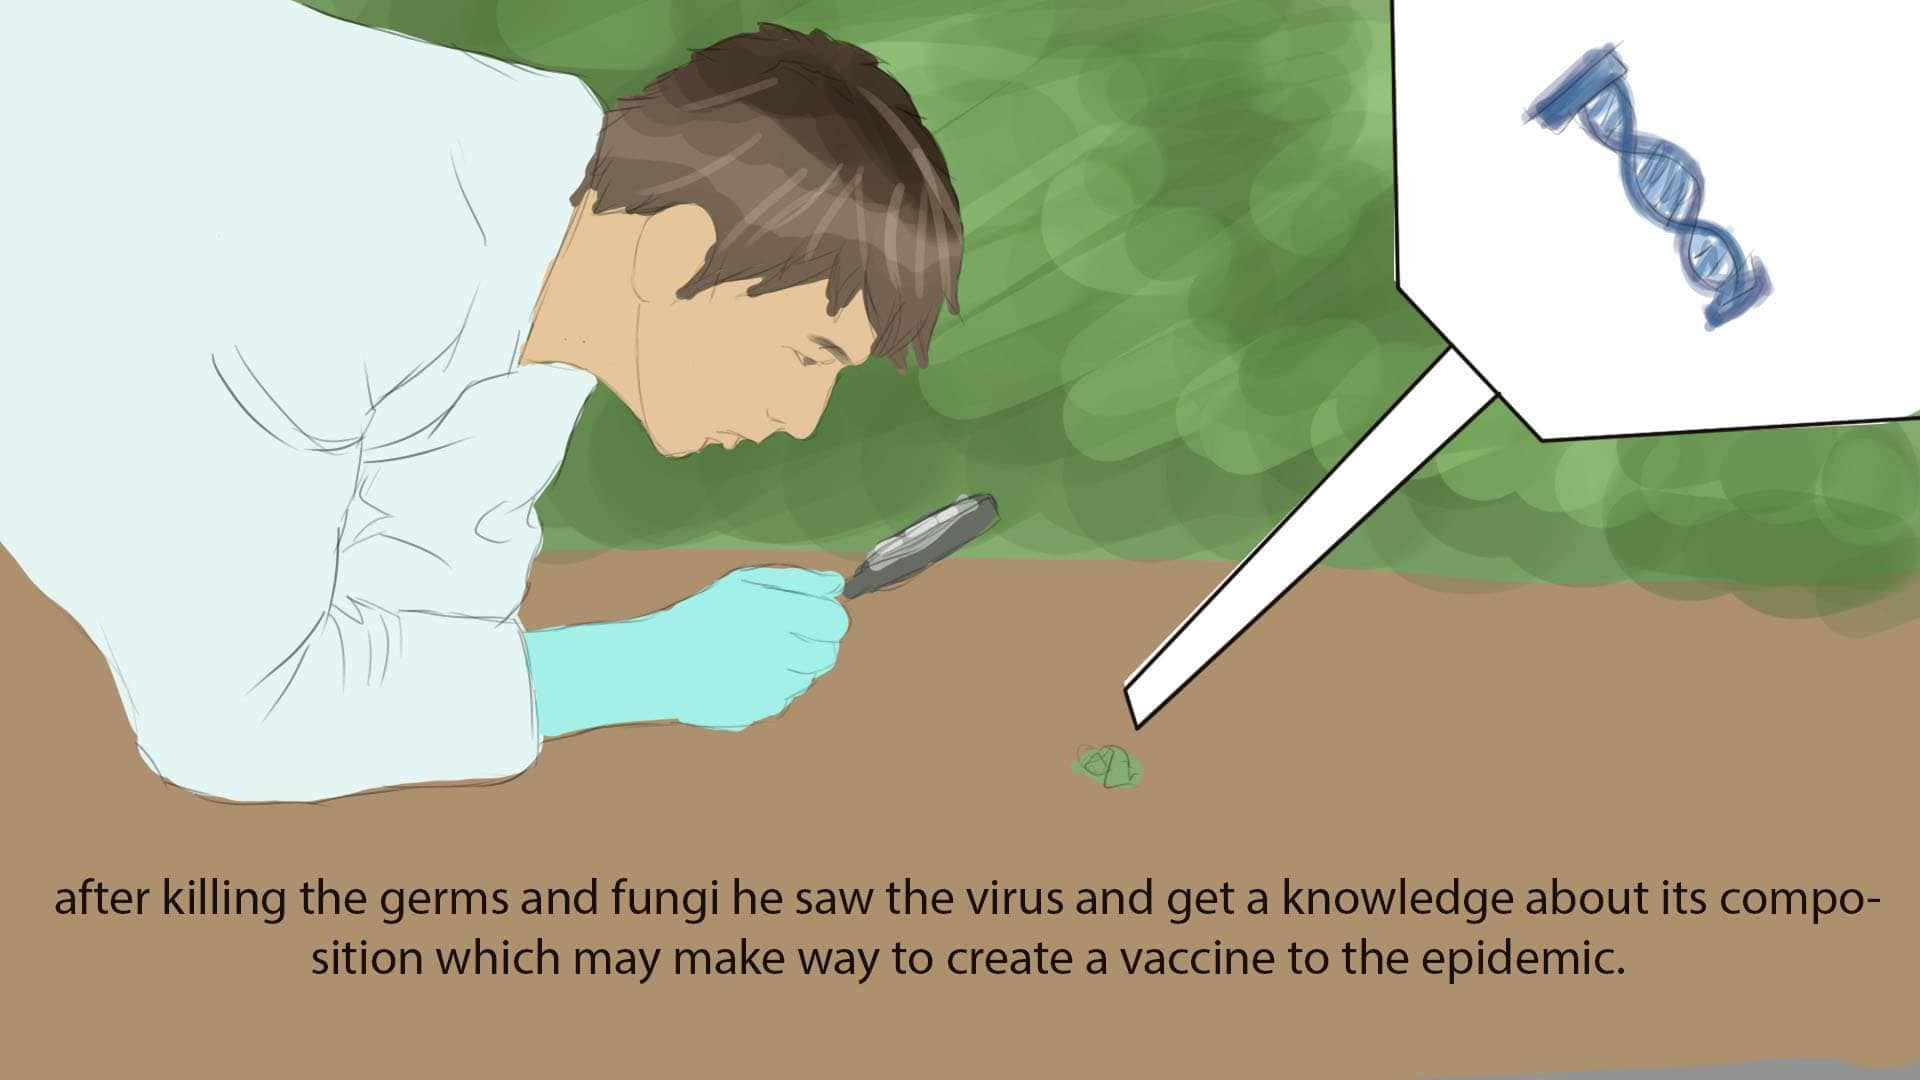 after killing the germs and fungi he saw the virus and get a knowledge about its compo-
sition which may make way to create a vaccine to the epidemic.